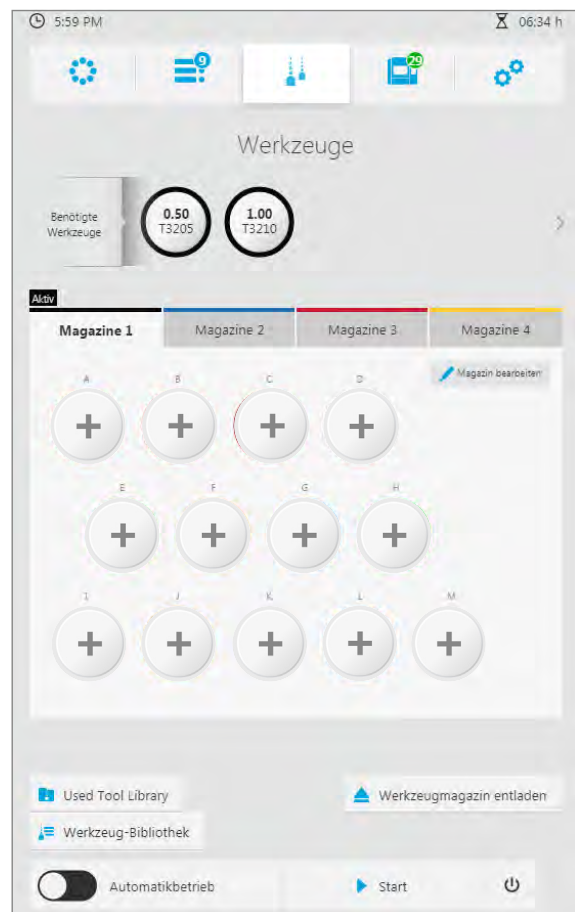 5:59 PM
06:34 h
9
29
Werkzeuge
Benötigte
Werkzeuge
0.50
T3205
1.00
T3210
Aktiv
Magazine 1
Magazine 2
Magazine 3
Magazine 4
Magazin bearbeiten
A
B
C
D
E
F
G
H
I
J
K
L
M
Used Tool Library
Werkzeugmagazin entladen
Werkzeug-Bibliothek
Automatikbetrieb
Start